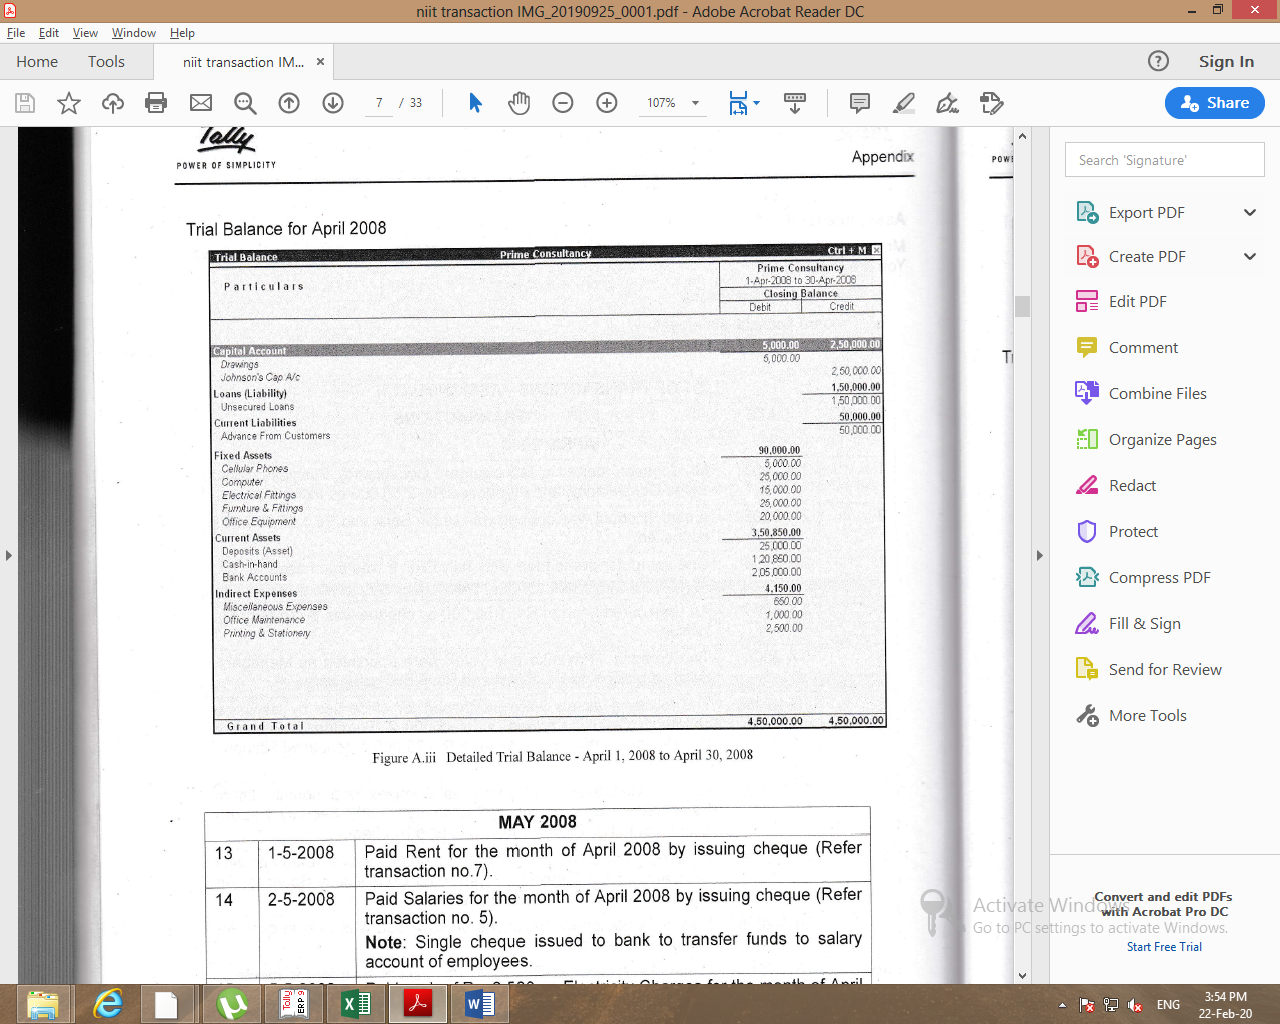 niit transaction IMG_20190925_0001.pdf - Adobe Acrobat Reader DC
File Edit View Window Help
Home Tools niit transaction IM... × Sign In
7 / 33 107% Share
Tally
POWER OF SIMPLICITY
Appendix
POWE
Trial Balance for April 2008
Trial Balance Prime Consultancy Ctrl + M
Particulars
Prime Consultancy
1-Apr-2008 to 30-Apr-2008
Closing Balance
Debit Credit
Capital Account 5,000.00 2,50,000.00
Drawings 5,000.00
Johnson's Cap A/c 2,50,000.00
Loans (Liability) 1,50,000.00
Unsecured Loans 1,50,000.00
Current Liabilities 50,000.00
Advance From Customers 50,000.00
Fixed Assets 90,000.00
Cellular Phones 5,000.00
Computer 25,000.00
Electrical Fittings 15,000.00
Furniture & Fittings 25,000.00
Office Equipment 20,000.00
Current Assets 3,50,850.00
Deposits (Asset) 25,000.00
Cash-in-hand 1,20,850.00
Bank Accounts 2,05,000.00
Indirect Expenses 4,150.00
Miscellaneous Expenses 650.00
Office Maintenance 1,000.00
Printing & Stationery 2,500.00
Grand Total 4,50,000.00 4,50,000.00
Figure A.iii Detailed Trial Balance - April 1, 2008 to April 30, 2008
MAY 2008
13 1-5-2008 Paid Rent for the month of April 2008 by issuing cheque (Refer
transaction no.7).
14 2-5-2008 Paid Salaries for the month of April 2008 by issuing cheque (Refer
transaction no. 5).
Note: Single cheque issued to bank to transfer funds to salary
account of employees.
Search 'Signature'
Export PDF
Create PDF
Edit PDF
Comment
Combine Files
Organize Pages
Redact
Protect
Compress PDF
Fill & Sign
Send for Review
More Tools
Convert and edit PDFs
with Acrobat Pro DC
Start Free Trial
Activate Windows
Go to PC settings to activate Windows.
Tally
ERP 9
ENG
3:54 PM
22-Feb-20